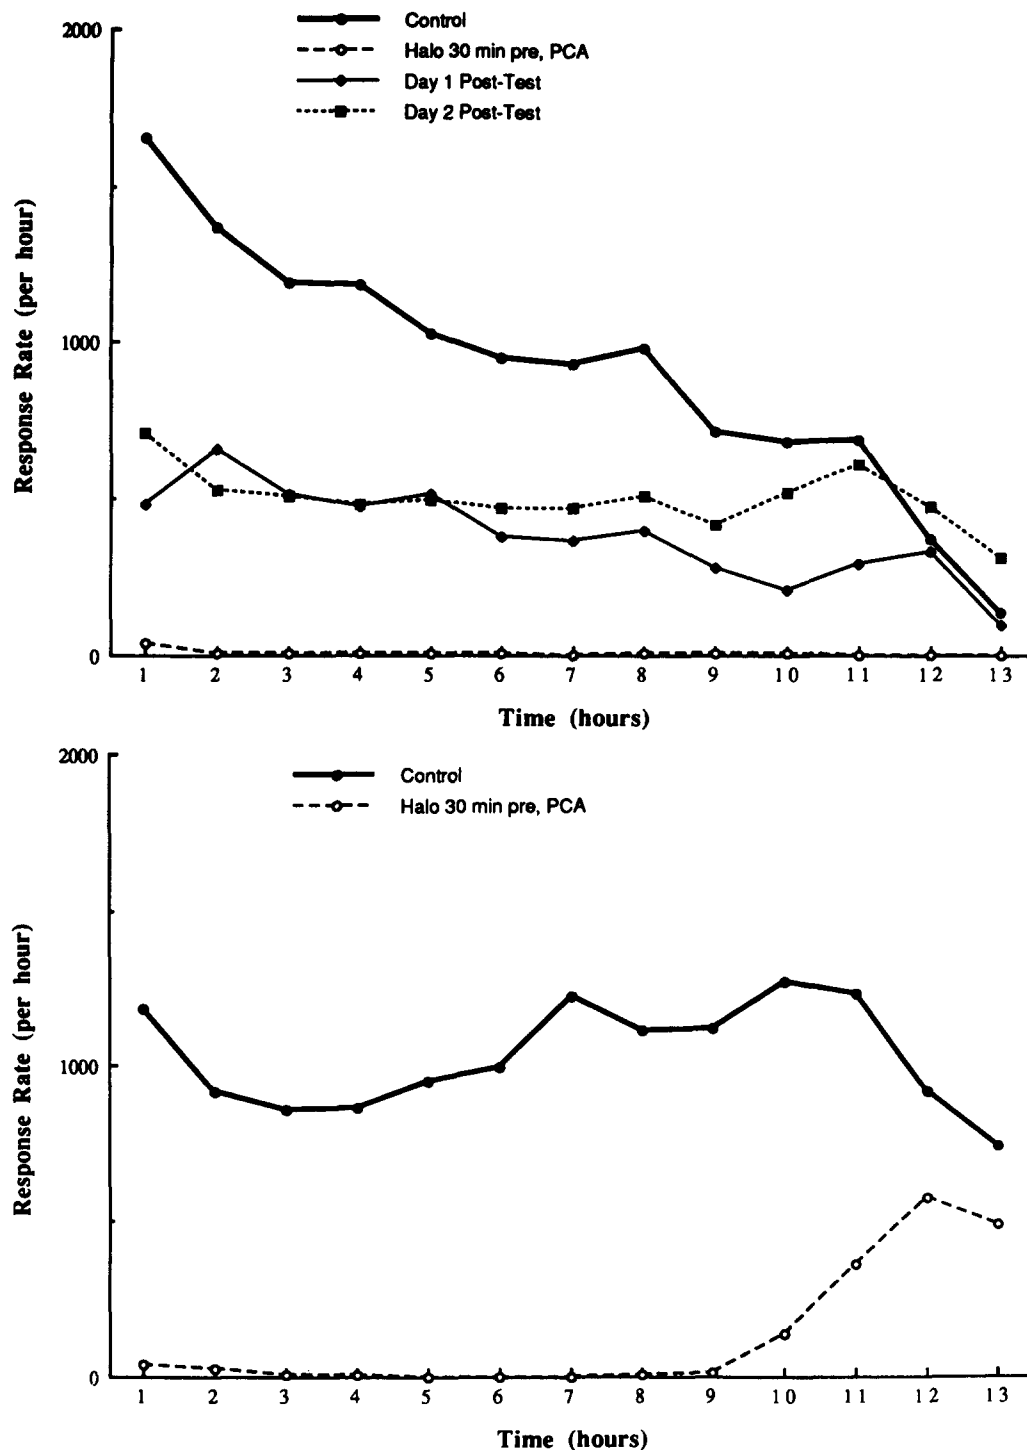 2000
Control
Halo 30 min pre, PCA
Day 1 Post-Test
Day 2 Post-Test
Response Rate (per hour)
1000
0
1 2 3 4 5 6 7 8 9 10 11 12 13
Time (hours)
2000
Control
Halo 30 min pre, PCA
Response Rate (per hour)
1000
0
1 2 3 4 5 6 7 8 9 10 11 12 13
Time (hours)